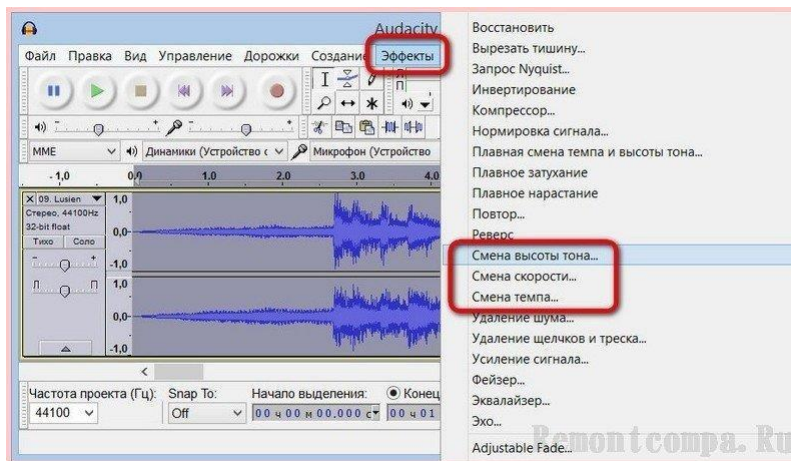 Audacity
Файл Правка Вид Управление Дорожки Создание Эффекты
Л
П
MME Динамики (Устройство с Микрофон (Устройство
- 1,0 0,0 1,0 2,0 3,0 4,0
X 09. Lusien
Стерео, 44100Hz
32-bit float
Тихо Соло
- +
Л П
1,0
0,0-
-1,0
1,0
0,0-
-1,0
Частота проекта (Гц): Snap To: Начало выделения: Конец
44100 Off 00 ч 00 м 00.000 с 00 ч 01
Восстановить
Вырезать тишину...
Запрос Nyquist...
Инвертирование
Компрессор...
Нормировка сигнала...
Плавная смена темпа и высоты тона...
Плавное затухание
Плавное нарастание
Повтор...
Реверс
Смена высоты тона...
Смена скорости...
Смена темпа...
Удаление шума...
Удаление щелчков и треска...
Усиление сигнала...
Фейзер...
Эквалайзер...
Эхо...
Adjustable Fade...
Remontcompa.Ru